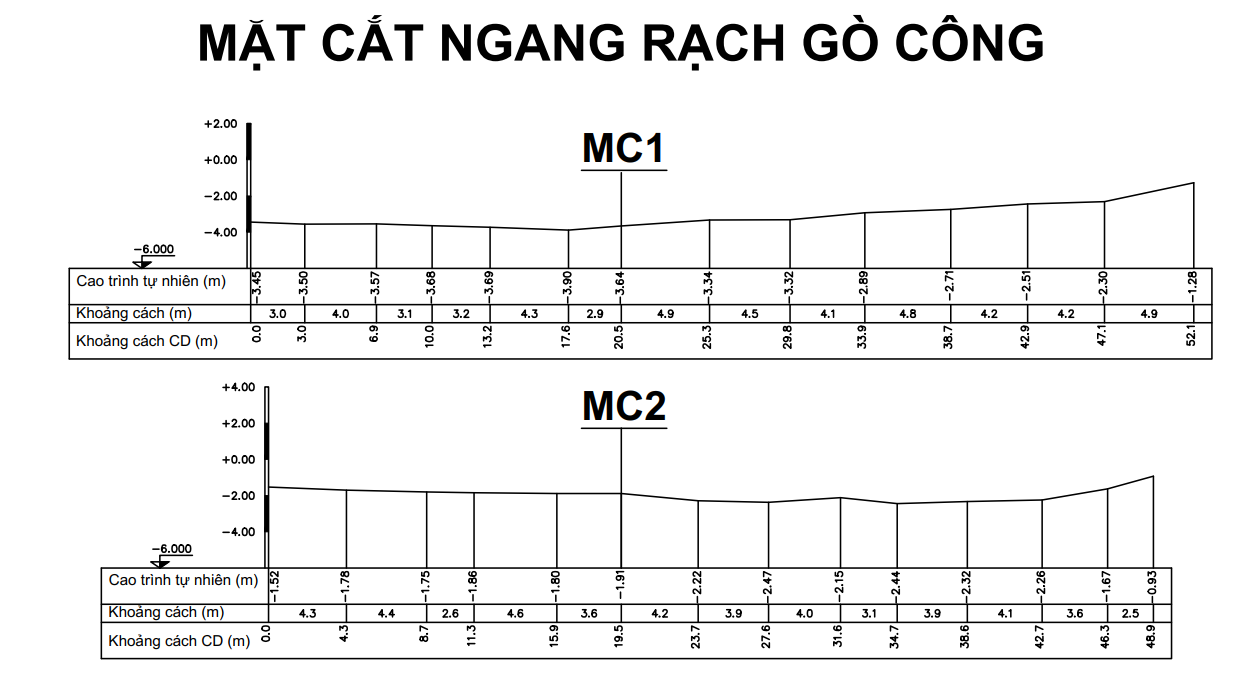 MẶT CẮT NGANG RẠCH GÒ CÔNG
MC1
+2.00
+0.00
−2.00
−4.00
−6.000
Cao trình tự nhiên (m) −3.45 −3.50 −3.57 −3.68 −3.69 −3.90 −3.64 −3.34 −3.32 −2.89 −2.71 −2.51 −2.30 −1.28
Khoảng cách (m) 3.0 4.0 3.1 3.2 4.3 2.9 4.9 4.5 4.1 4.8 4.2 4.2 4.9
Khoảng cách CD (m) 0.0 3.0 6.9 10.0 13.2 17.6 20.5 25.3 29.8 33.9 38.7 42.9 47.1 52.1
MC2
+4.00
+2.00
+0.00
−2.00
−4.00
−6.000
Cao trình tự nhiên (m) −1.52 −1.78 −1.75 −1.86 −1.80 −1.91 −2.22 −2.47 −2.15 −2.44 −2.32 −2.26 −1.67 −0.93
Khoảng cách (m) 4.3 4.4 2.6 4.6 3.6 4.2 3.9 4.0 3.1 3.9 4.1 3.6 2.5
Khoảng cách CD (m) 0.0 4.3 8.7 11.3 15.9 19.5 23.7 27.6 31.6 34.7 38.6 42.7 46.3 48.9